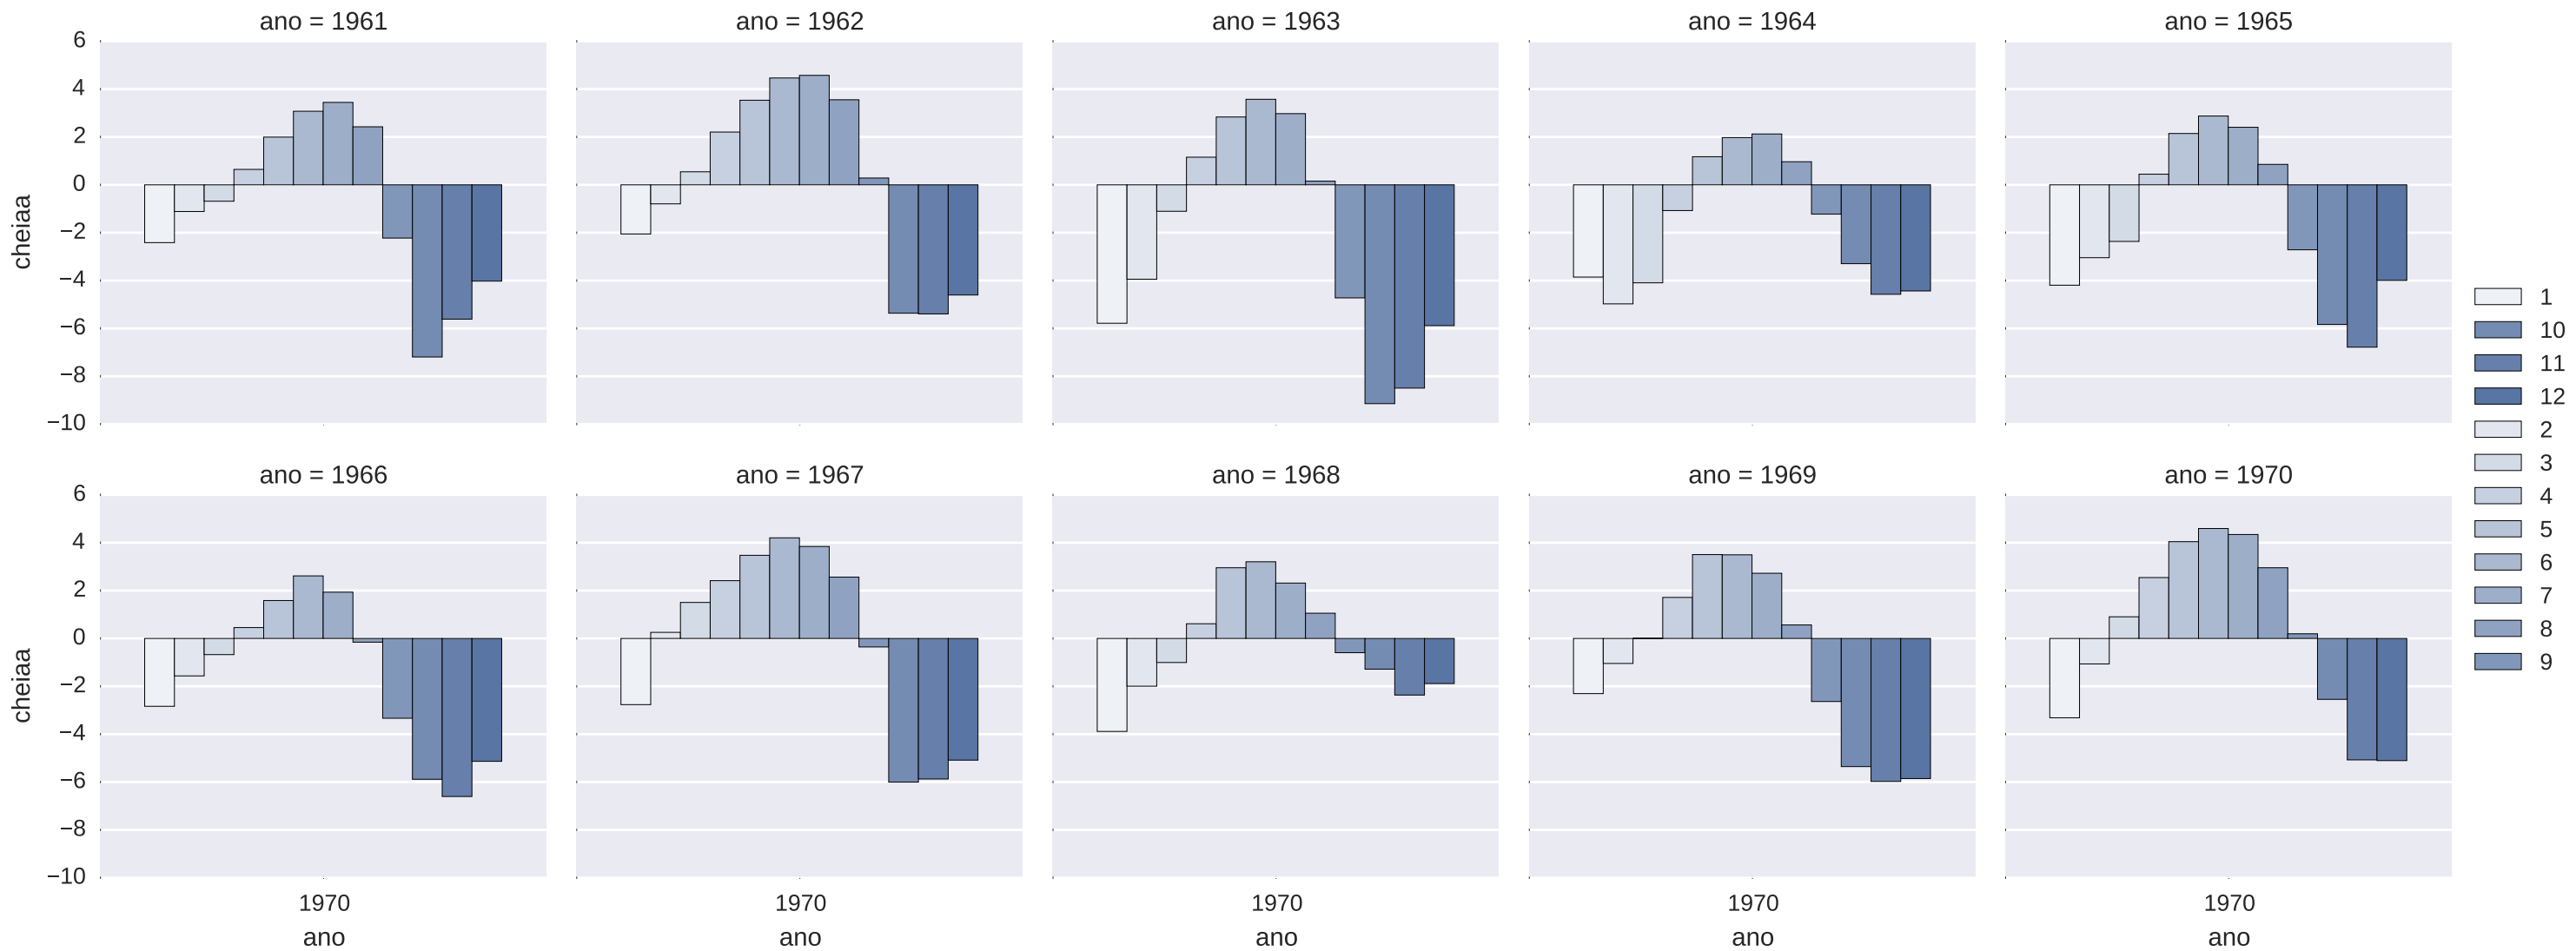 ano = 1961
ano = 1962
ano = 1963
ano = 1964
ano = 1965
6
4
2
0
−2
−4
−6
−8
−10
cheiaa
ano = 1966
ano = 1967
ano = 1968
ano = 1969
ano = 1970
6
4
2
0
−2
−4
−6
−8
−10
cheiaa
1970
1970
1970
1970
1970
ano
ano
ano
ano
ano
1
10
11
12
2
3
4
5
6
7
8
9